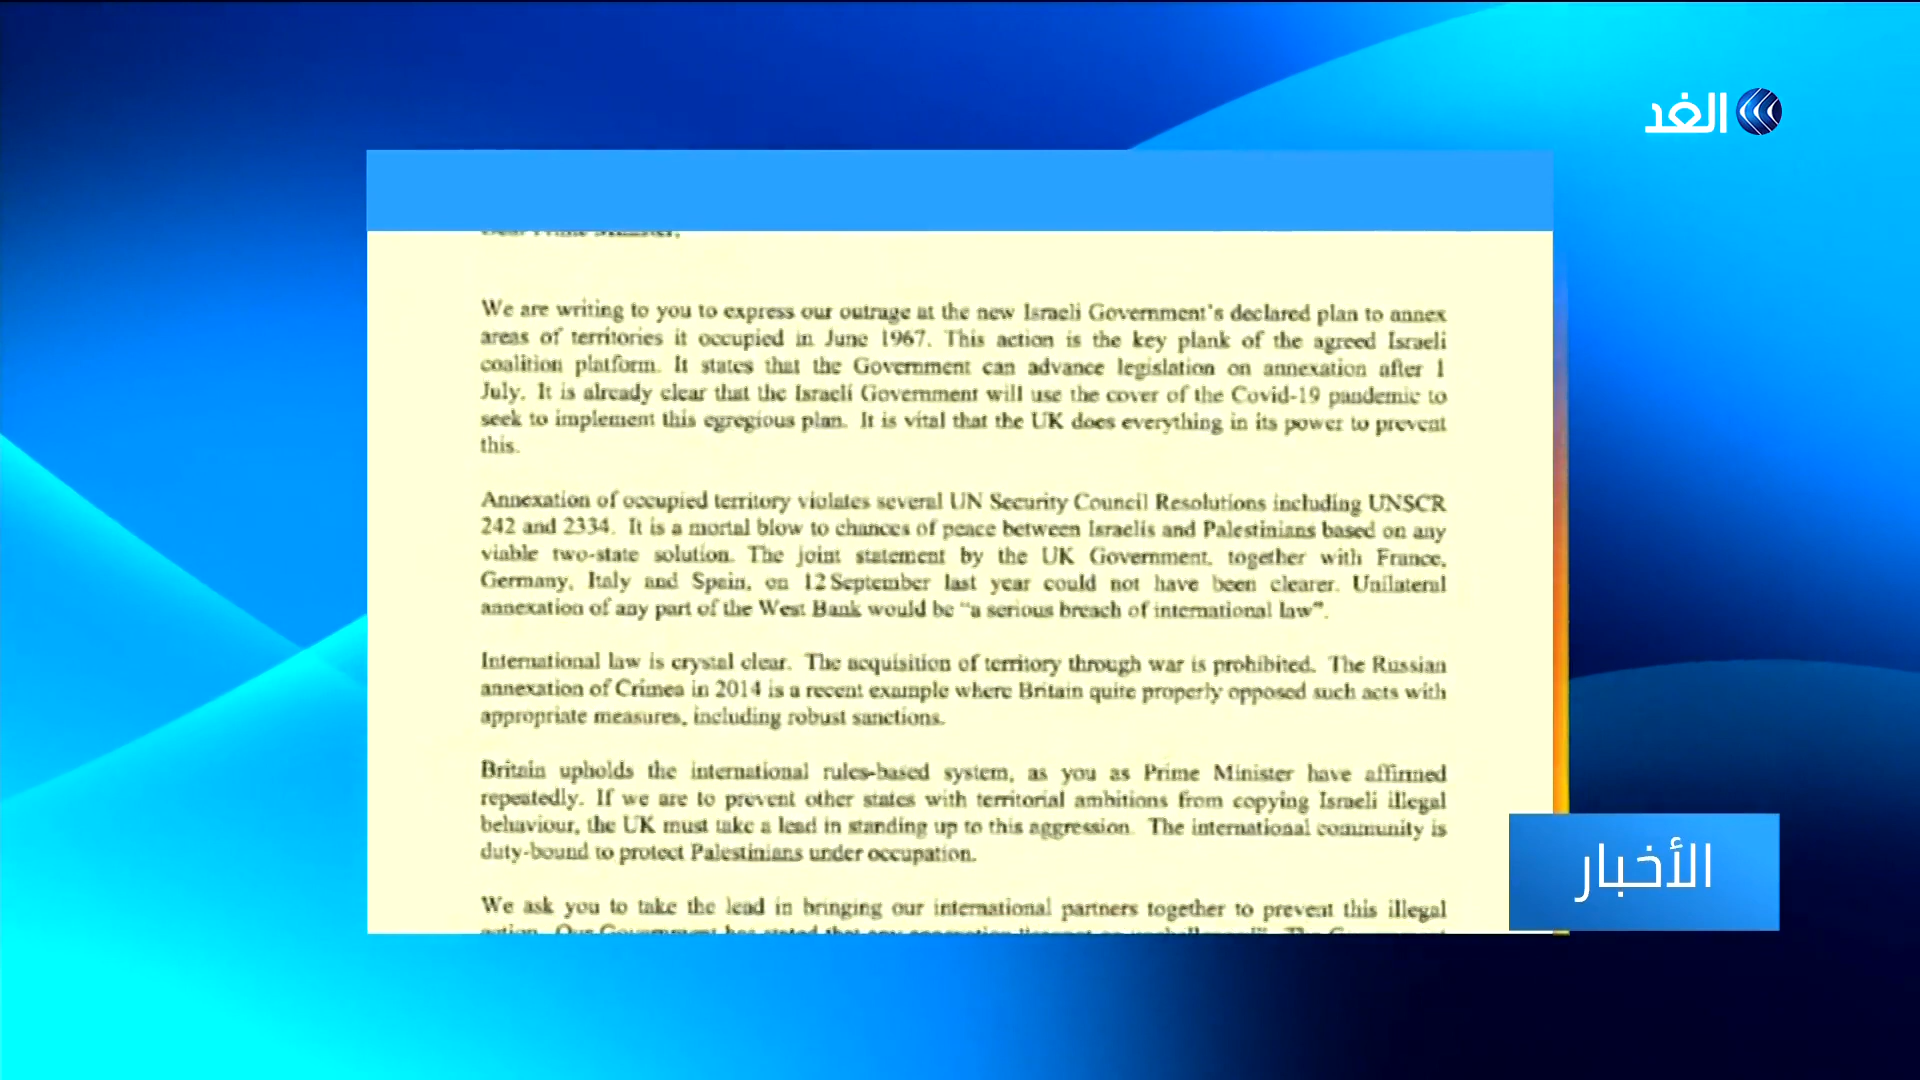 الغد
Dear Prime Minister,
We are writing to you to express our outrage at the new Israeli Government's declared plan to annex
areas of territories it occupied in June 1967. This action is the key plank of the agreed Israeli
coalition platform. It states that the Government can advance legislation on annexation after 1
July. It is already clear that the Israeli Government will use the cover of the Covid-19 pandemic to
seek to implement this egregious plan. It is vital that the UK does everything in its power to prevent
this.
Annexation of occupied territory violates several UN Security Council Resolutions including UNSCR
242 and 2334. It is a mortal blow to chances of peace between Israelis and Palestinians based on any
viable two-state solution. The joint statement by the UK Government, together with France,
Germany, Italy and Spain, on 12 September last year could not have been clearer. Unilateral
annexation of any part of the West Bank would be "a serious breach of international law".
International law is crystal clear. The acquisition of territory through war is prohibited. The Russian
annexation of Crimea in 2014 is a recent example where Britain quite properly opposed such acts with
appropriate measures, including robust sanctions.
Britain upholds the international rules-based system, as you as Prime Minister have affirmed
repeatedly. If we are to prevent other states with territorial ambitions from copying Israeli illegal
behaviour, the UK must take a lead in standing up to this aggression. The international community is
duty-bound to protect Palestinians under occupation.
We ask you to take the lead in bringing our international partners together to prevent this illegal
action. Our Government has stated that any The Government
الأخبار